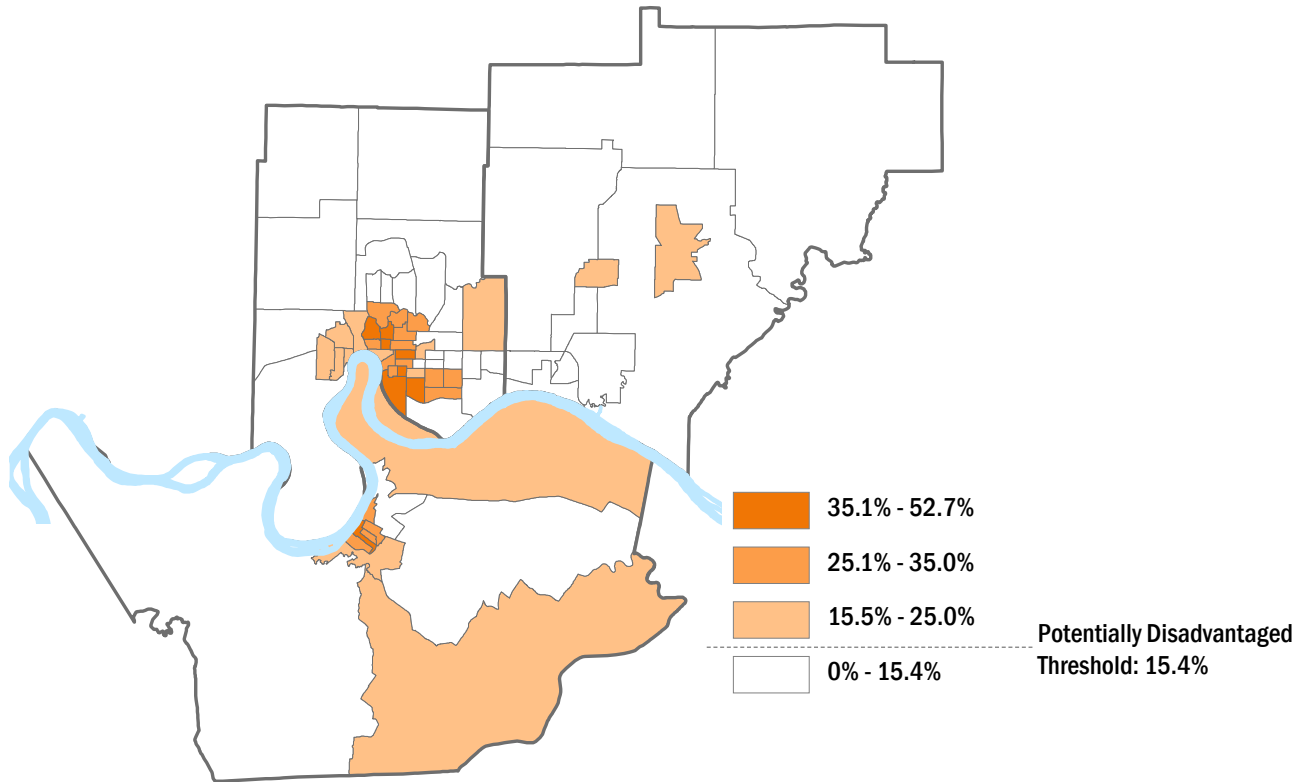 35.1% - 52.7%
25.1% - 35.0%
15.5% - 25.0%
0% - 15.4%
Potentially Disadvantaged
Threshold: 15.4%